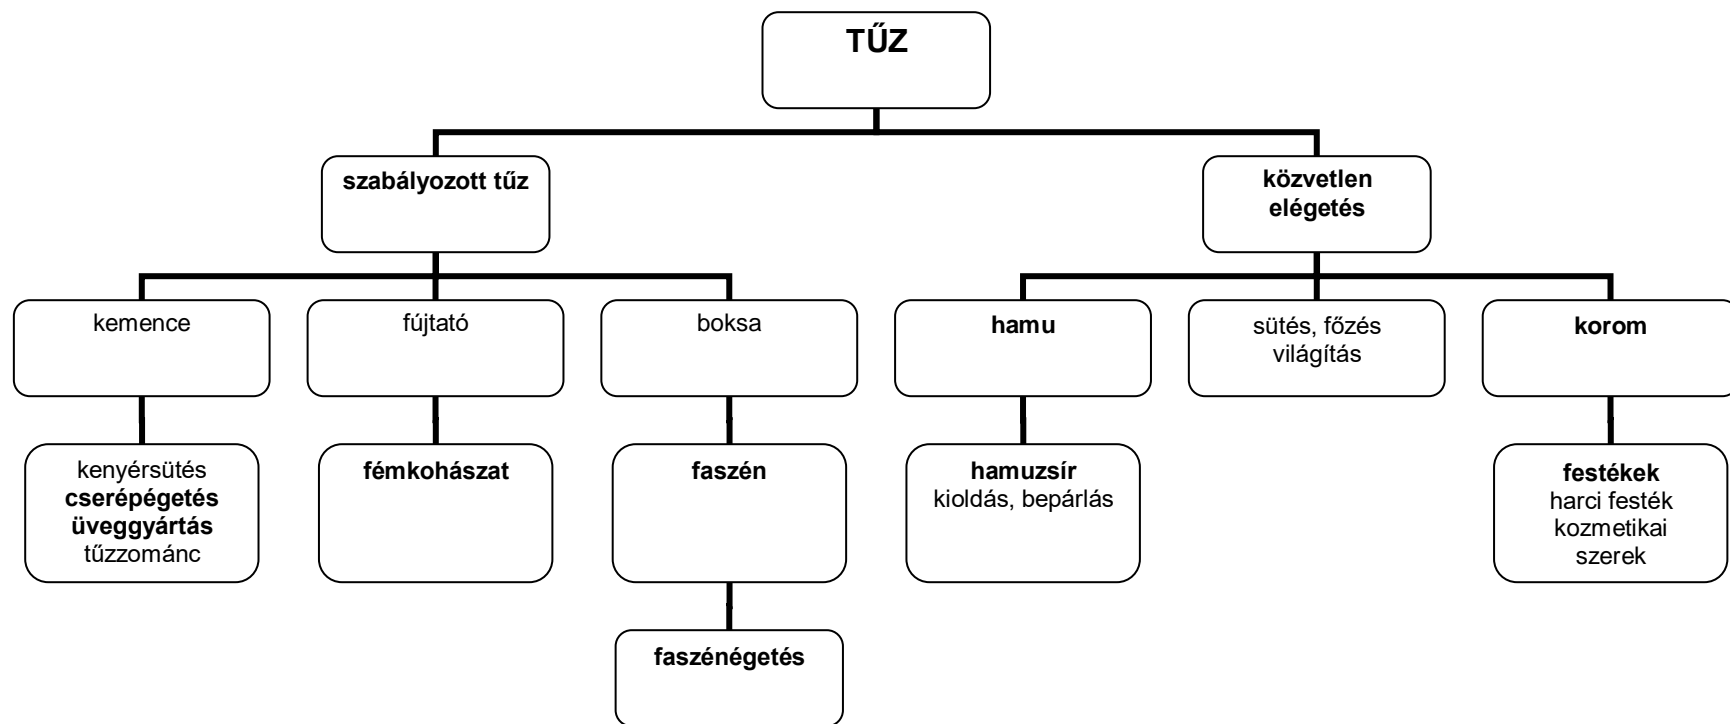 TŰZ
szabályozott tűz
közvetlen
elégetés
kemence
fújtató
boksa
hamu
sütés, főzés
világítás
korom
kenyérsütés
cserépégetés
üveggyártás
tűzzománc
fémkohászat
faszén
hamuzsír
kioldás, bepárlás
festékek
harci festék
kozmetikai
szerek
faszénégetés